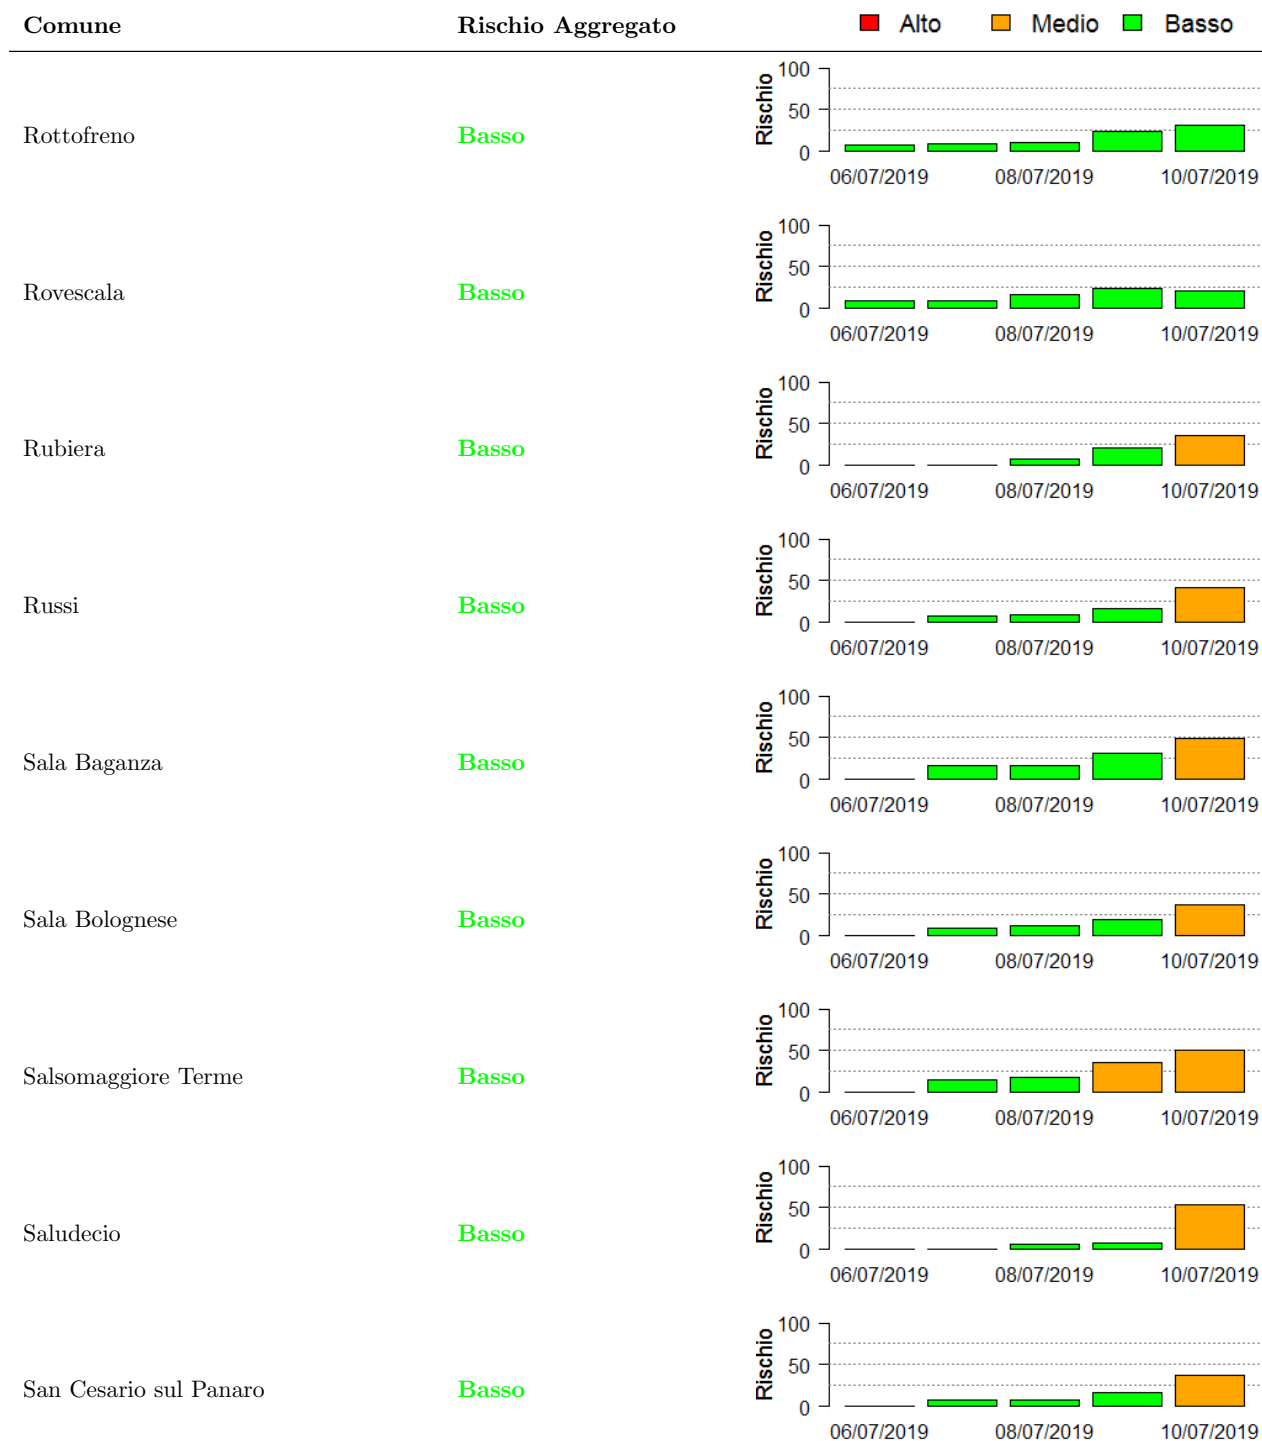 Comune Rischio Aggregato Alto Medio Basso
Rottofreno Basso Rischio 100 50 0
06/07/2019 08/07/2019 10/07/2019
Rovescala Basso Rischio 100 50 0
06/07/2019 08/07/2019 10/07/2019
Rubiera Basso Rischio 100 50 0
06/07/2019 08/07/2019 10/07/2019
Russi Basso Rischio 100 50 0
06/07/2019 08/07/2019 10/07/2019
Sala Baganza Basso Rischio 100 50 0
06/07/2019 08/07/2019 10/07/2019
Sala Bolognese Basso Rischio 100 50 0
06/07/2019 08/07/2019 10/07/2019
Salsomaggiore Terme Basso Rischio 100 50 0
06/07/2019 08/07/2019 10/07/2019
Saludecio Basso Rischio 100 50 0
06/07/2019 08/07/2019 10/07/2019
San Cesario sul Panaro Basso Rischio 100 50 0
06/07/2019 08/07/2019 10/07/2019